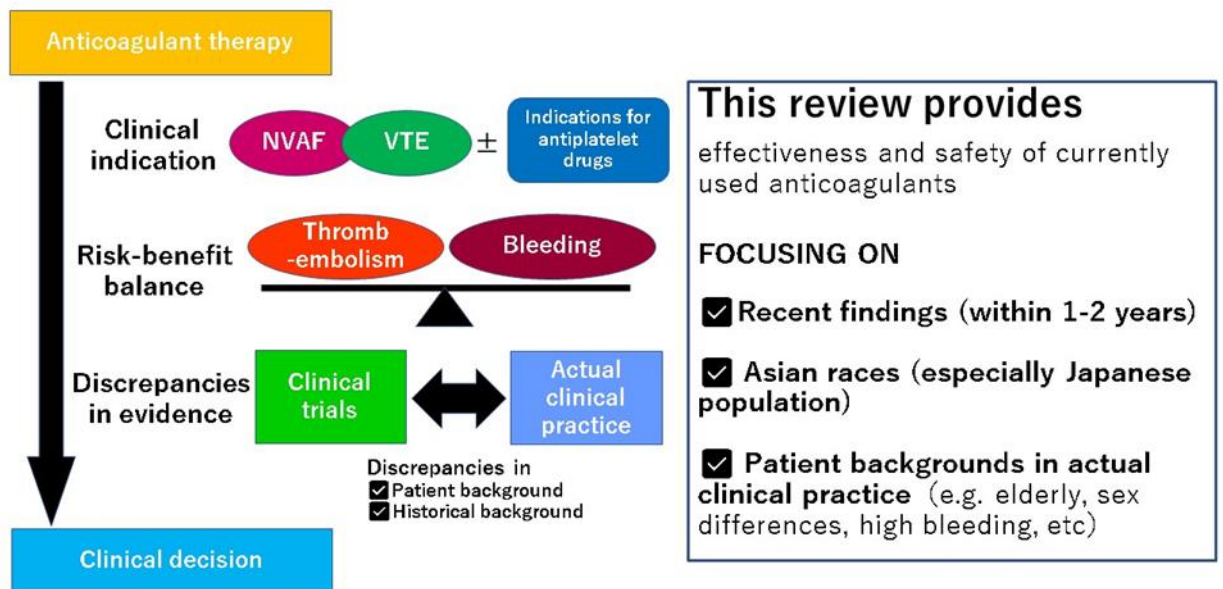 Anticoagulant therapy
Clinical
indication
NVAF
VTE
±
Indications for
antiplatelet
drugs
Risk-benefit
balance
Thromb
-embolism
Bleeding
Discrepancies
in evidence
Clinical
trials
Actual
clinical
practice
Discrepancies in
☑ Patient background
☑ Historical background
Clinical decision
This review provides
effectiveness and safety of currently
used anticoagulants
FOCUSING ON
☑ Recent findings (within 1-2 years)
☑ Asian races (especially Japanese
population)
☑ Patient backgrounds in actual
clinical practice (e.g. elderly, sex
differences, high bleeding, etc)